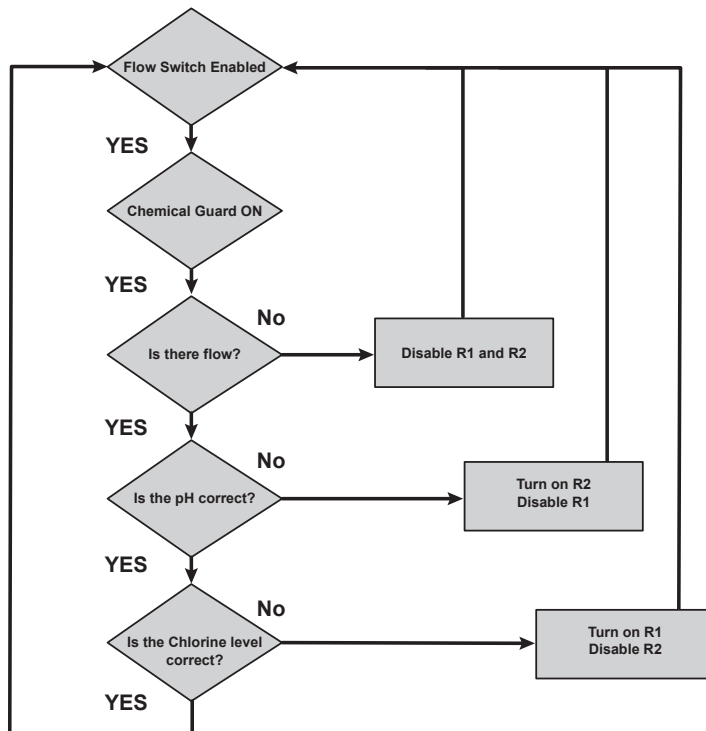 Flow Switch Enabled
YES
Chemical Guard ON
YES
No
Is there flow?
Disable R1 and R2
YES
No
Is the pH correct?
Turn on R2
Disable R1
YES
No
Is the Chlorine level
correct?
Turn on R1
Disable R2
YES